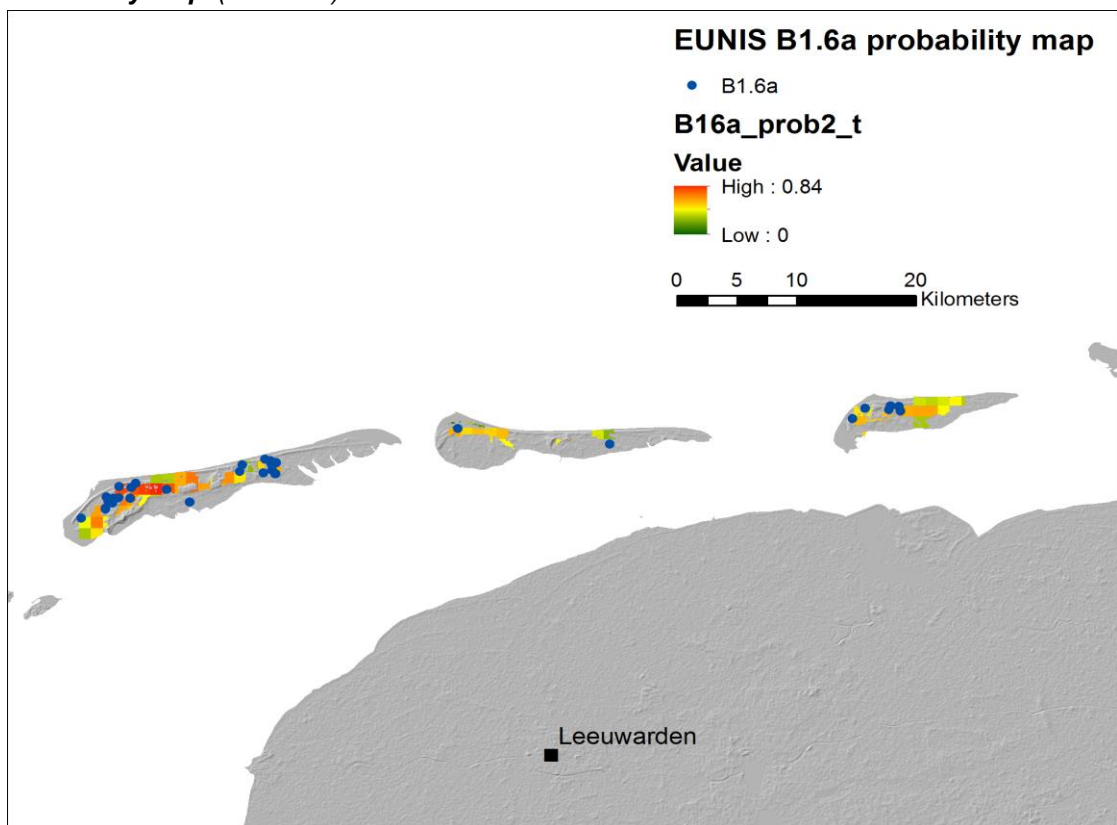 EUNIS B1.6a probability map
B1.6a
B16a_prob2_t
Value
High : 0.84
Low : 0
0 5 10 20
Kilometers
Leeuwarden